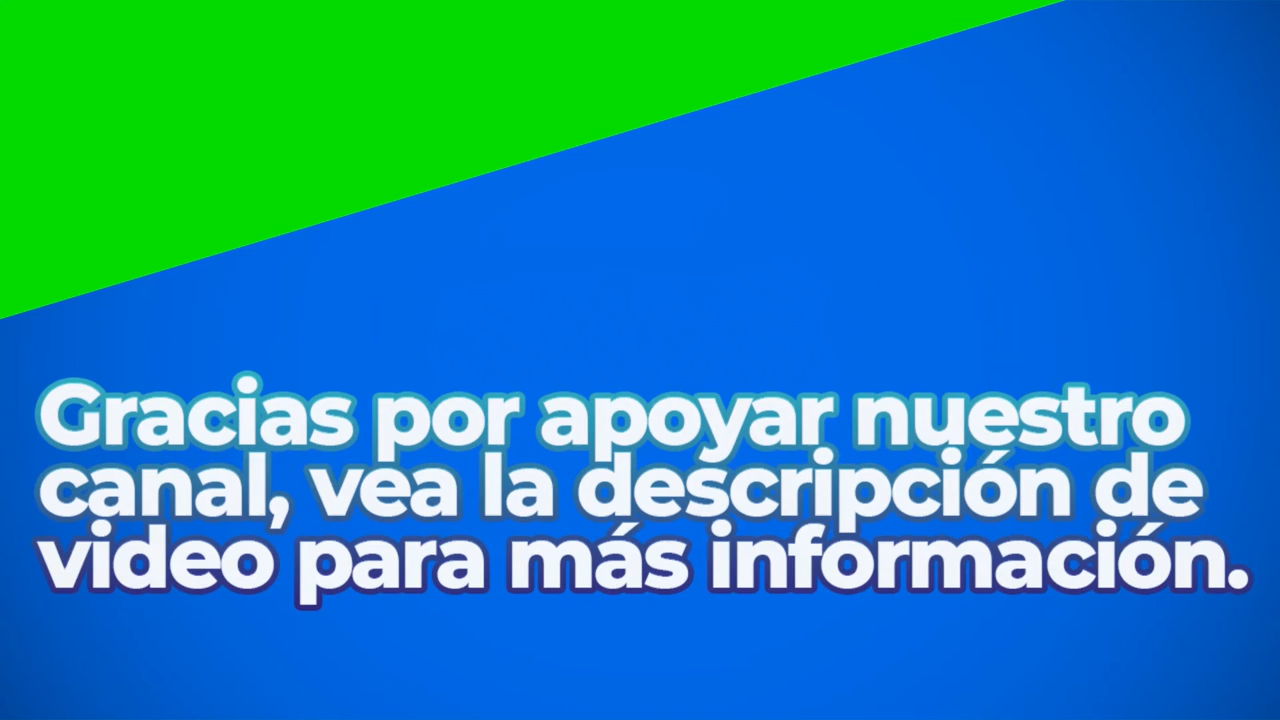 Gracias por apoyar nuestro
canal, vea la descripción de
video para más información.